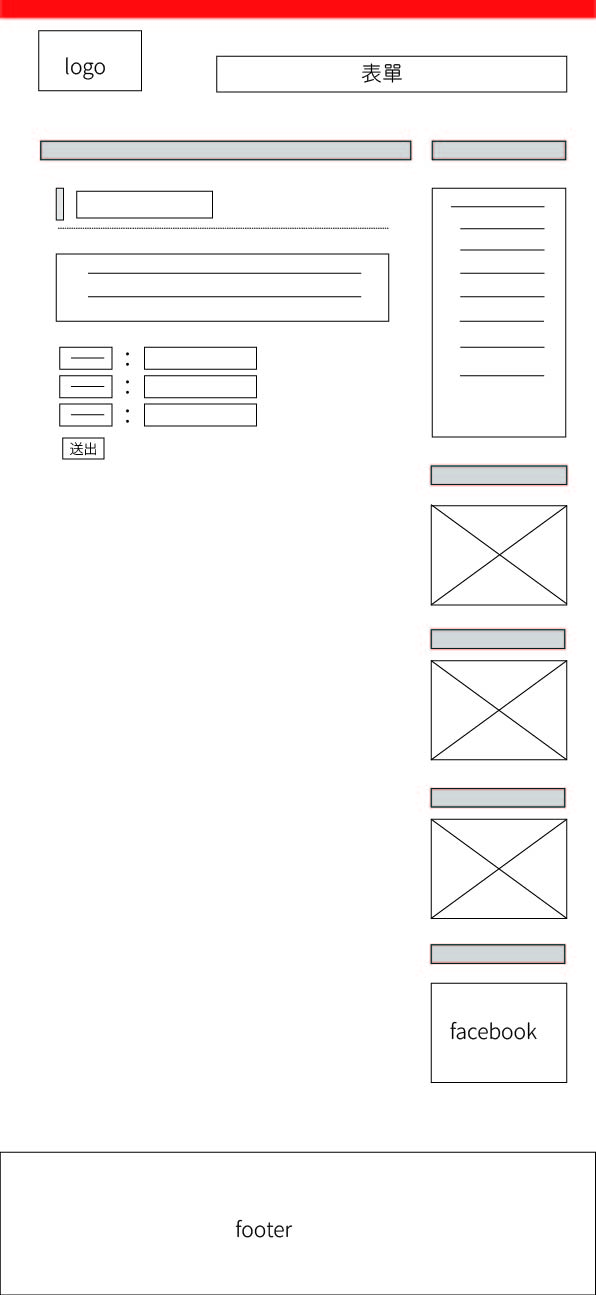 logo
表單
：
：
：
送出
facebook
footer